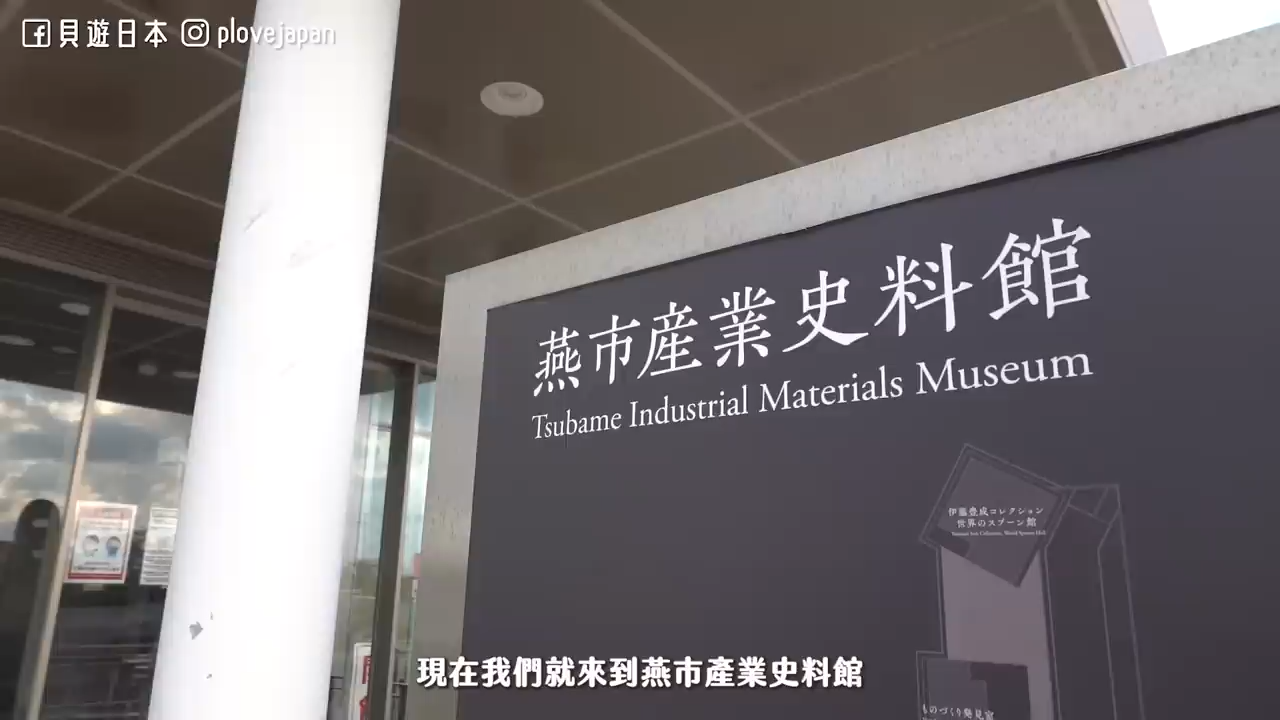 貝遊日本 plovejapan
燕市産業史料館
Tsubame Industrial Materials Museum
伊藤豊成コレクション
世界のスプーン館
ものづくり発見室
現在我們就來到燕市產業史料館